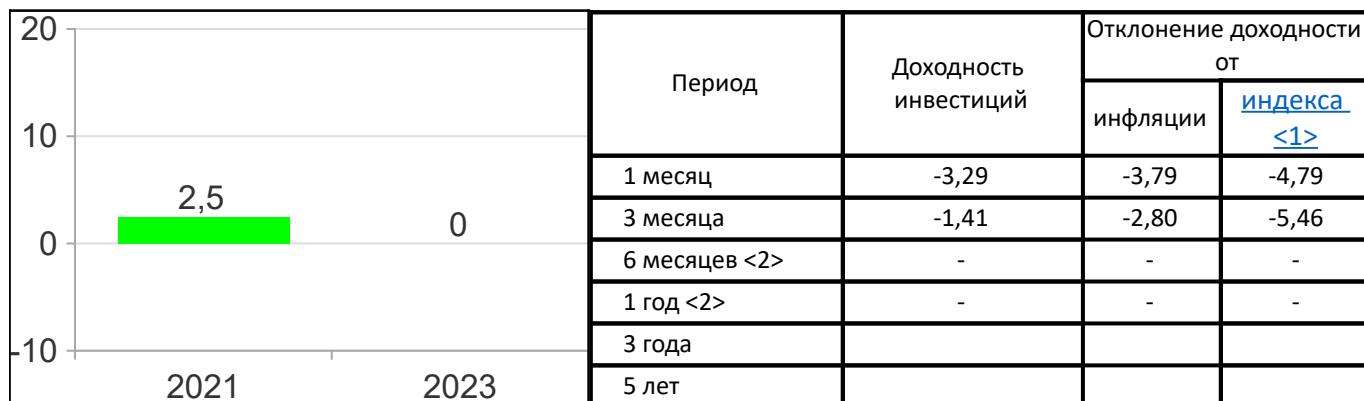 20
10
0
-10
2,5
0
2021
2023
Период
Доходность
инвестиций
Отклонение доходности
от
инфляции
индекса
<1>
1 месяц -3,29 -3,79 -4,79
3 месяца -1,41 -2,80 -5,46
6 месяцев <2> - - -
1 год <2> - - -
3 года
5 лет